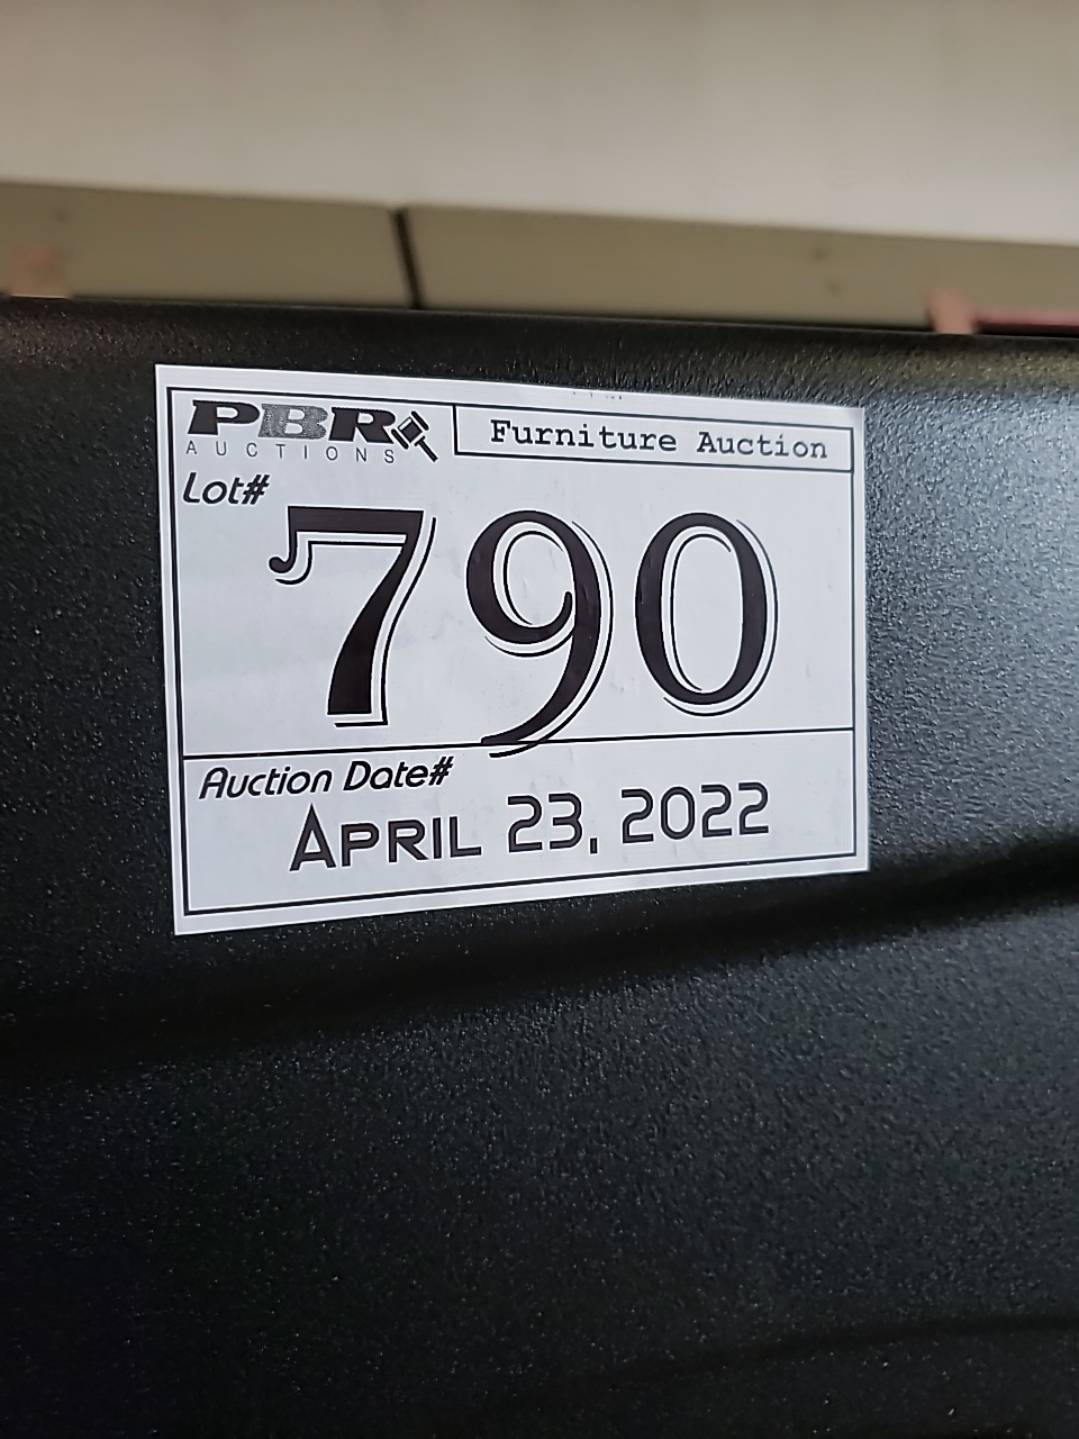 PBR
AUCTIONS
Furniture Auction
Lot#
790
Auction Date#
April 23, 2022